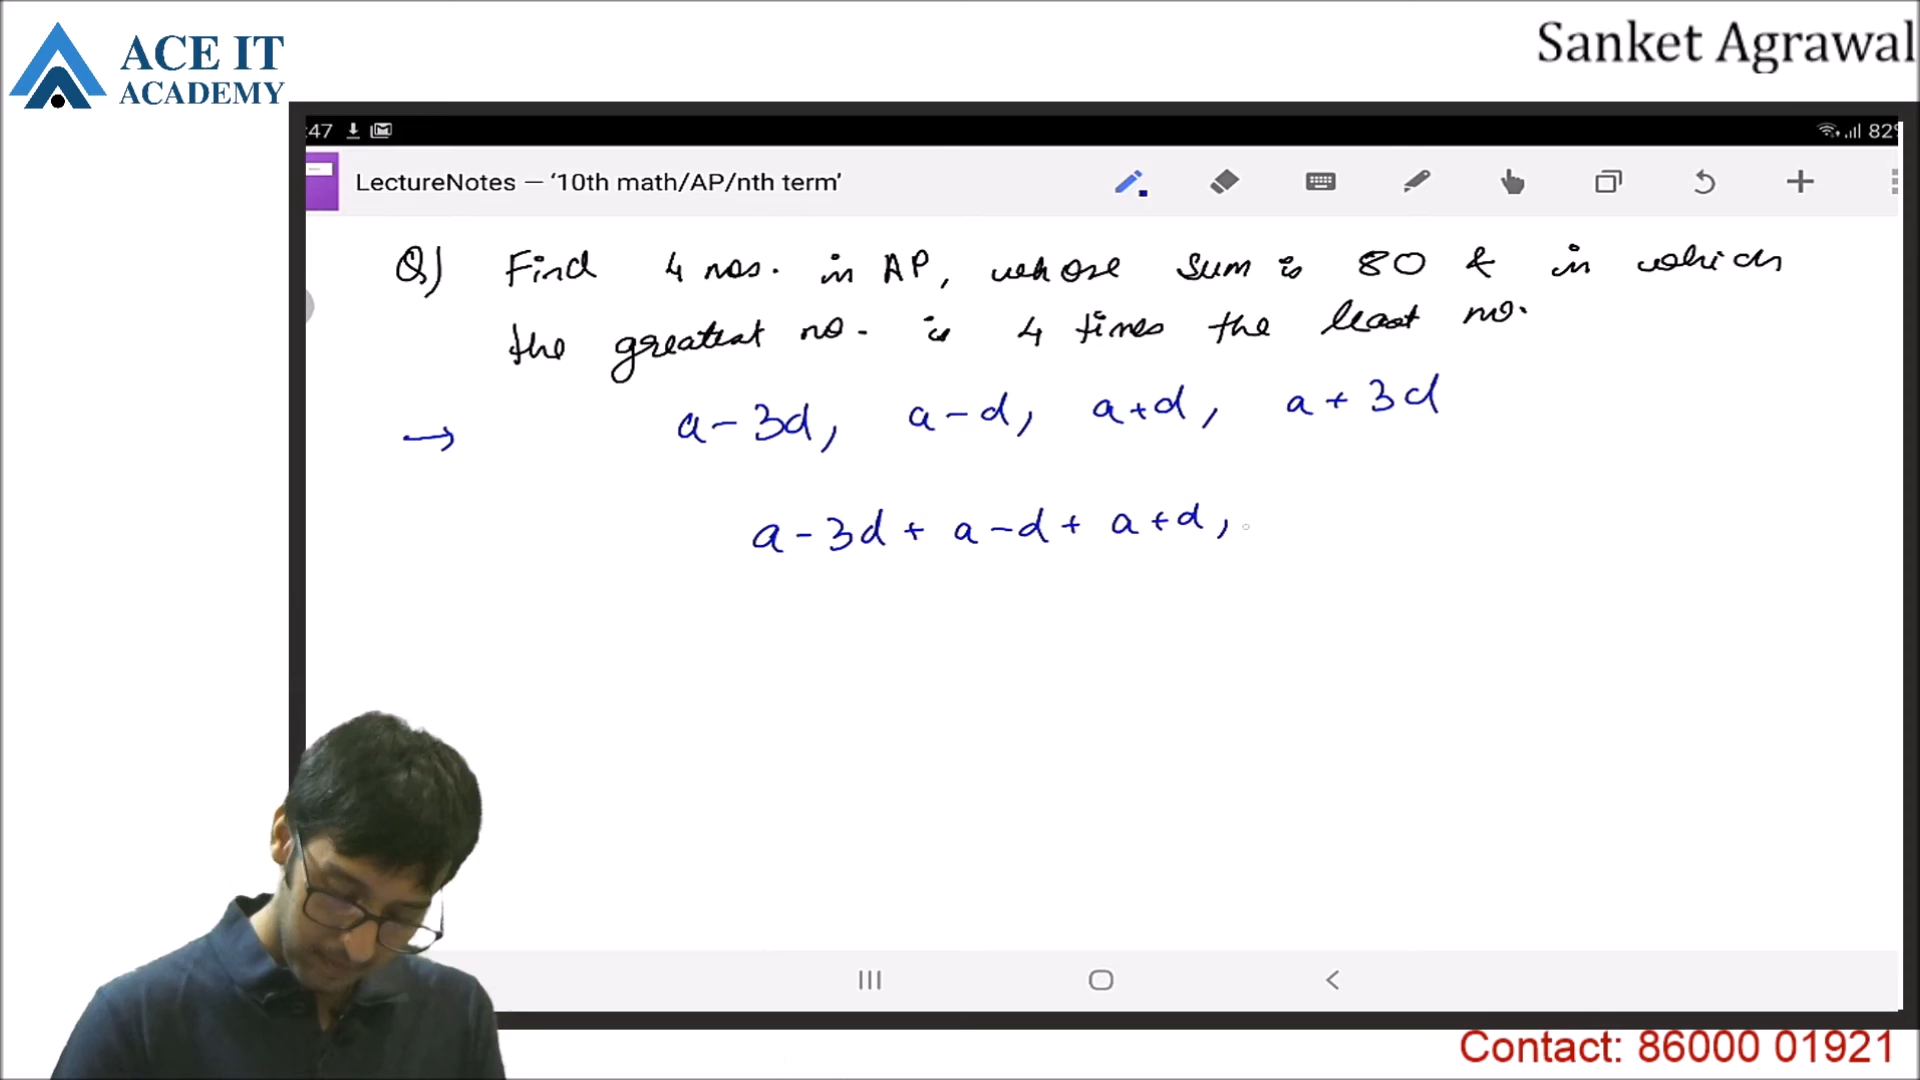 ACE IT
ACADEMY
Sanket Agrawal
:47
82%
LectureNotes — ‘10th math/AP/nth term’
Q) Find 4 nos. in AP, whose sum is 80 & in which
the greatest no. is 4 times the least no.
→ a - 3d, a - d, a + d, a + 3d
a - 3d + a - d + a + d,
Contact: 86000 01921